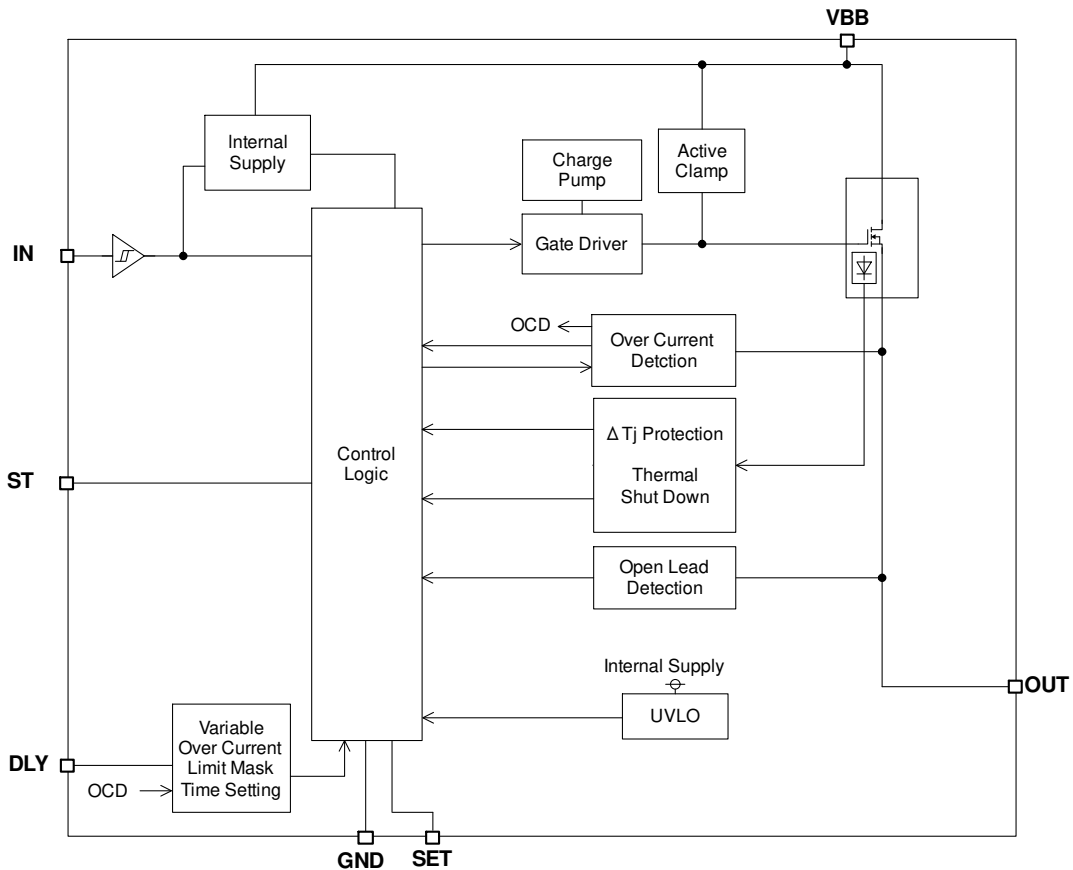 VBB
Internal
Supply
Charge
Pump
Active
Clamp
IN
Gate Driver
OCD
Over Current
Detction
Control
Logic
Δ Tj Protection
Thermal
Shut Down
ST
Open Lead
Detection
Internal Supply
UVLO
OUT
DLY
OCD
Variable
Over Current
Limit Mask
Time Setting
GND
SET